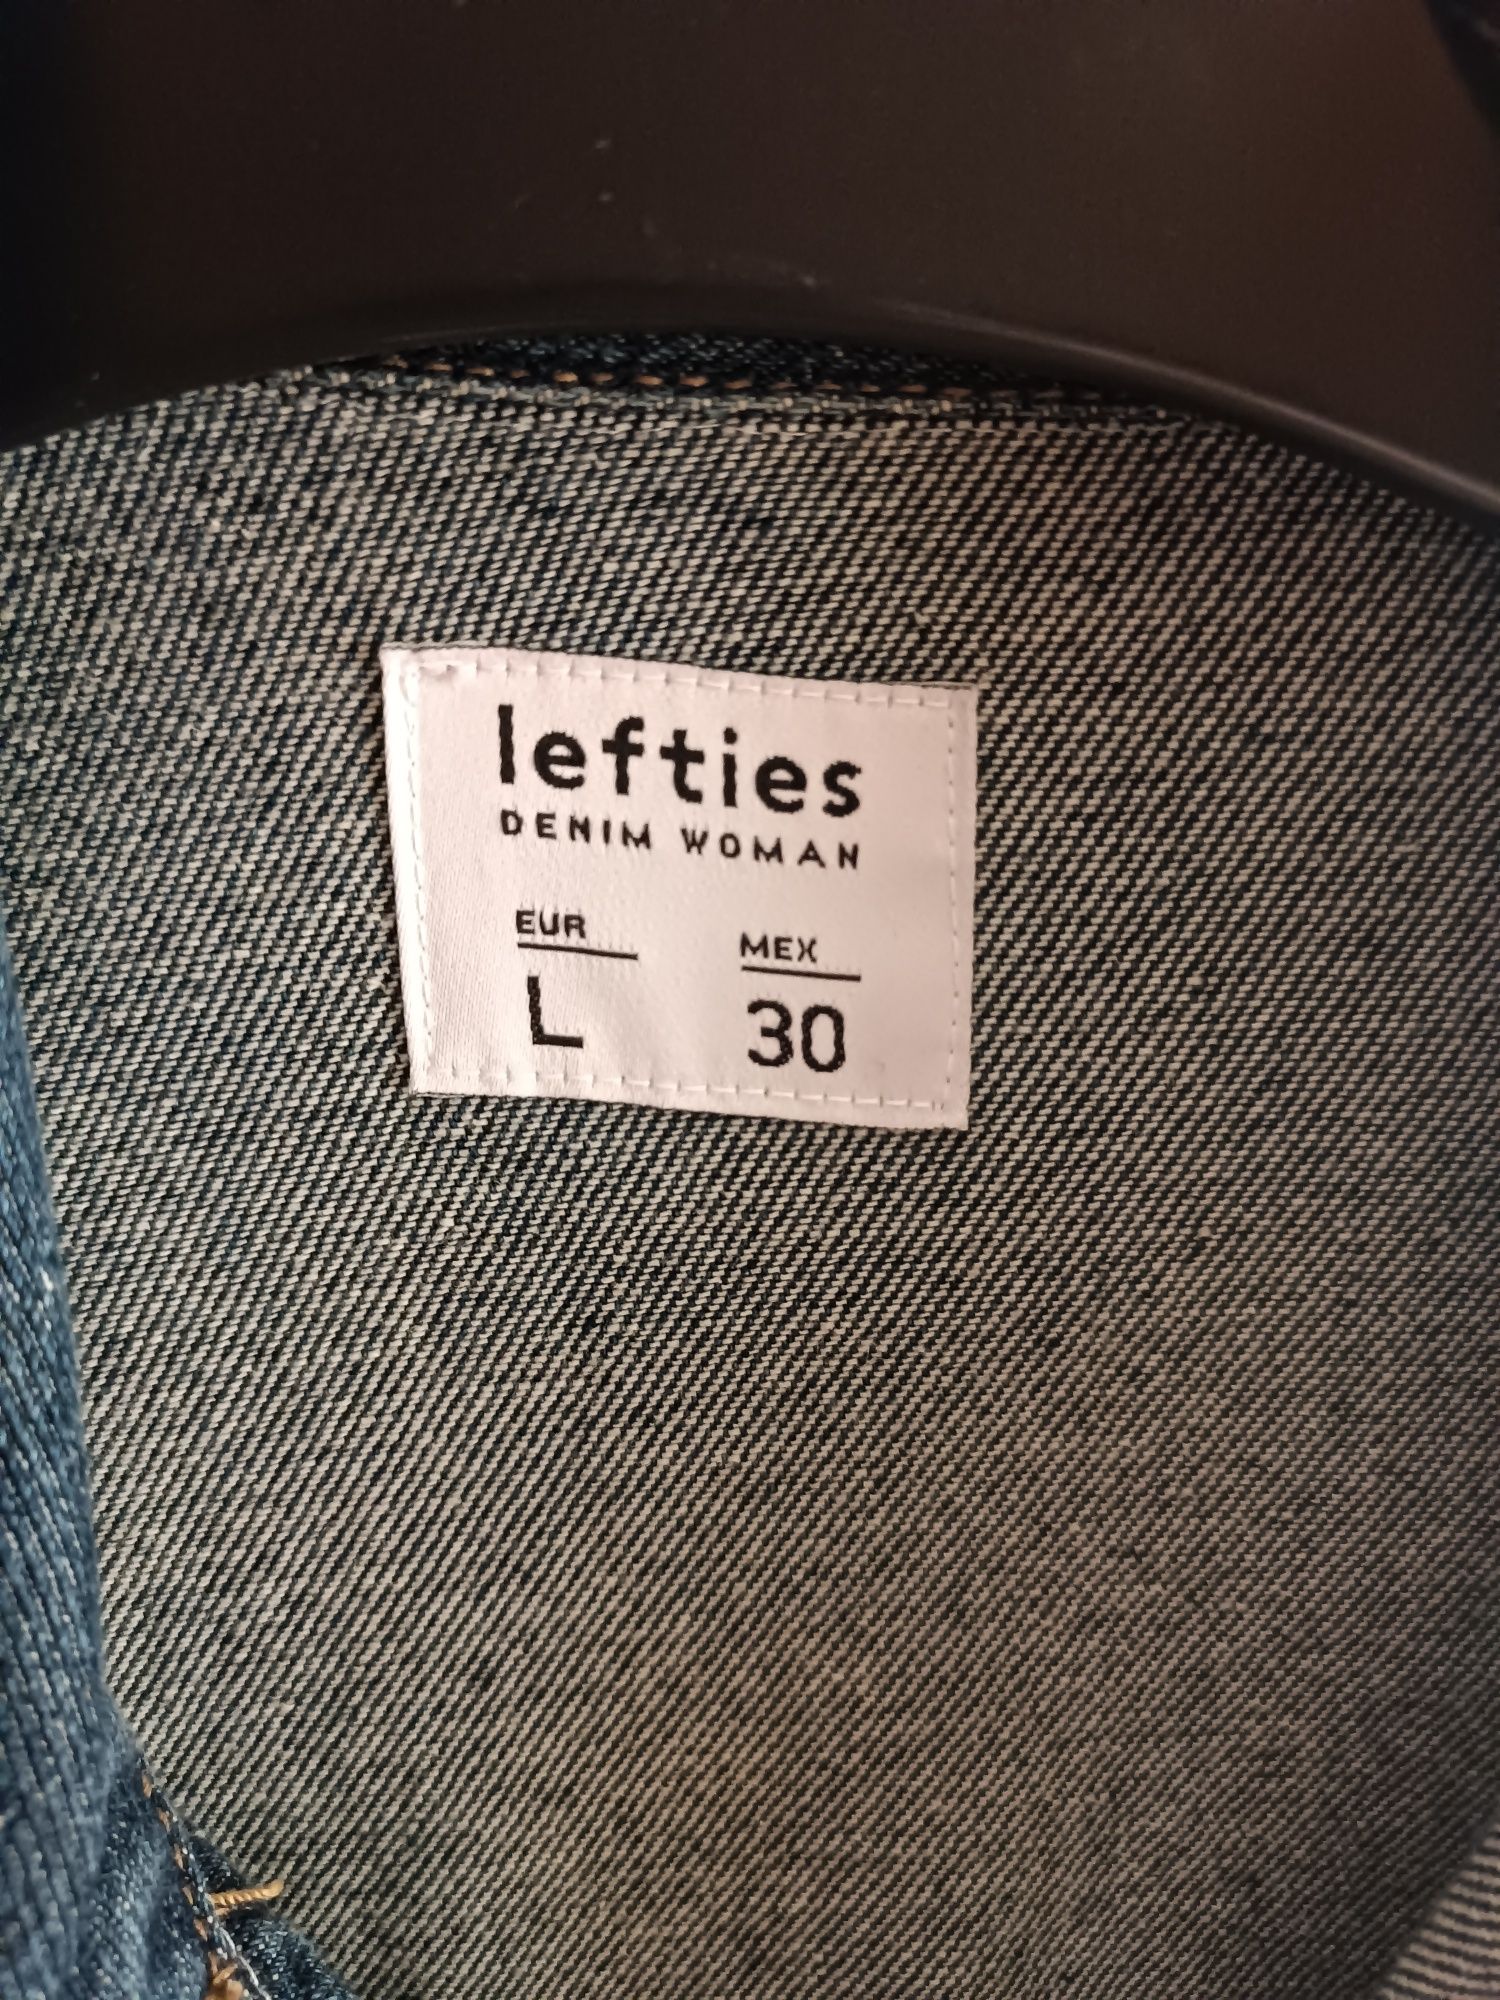 lefties
DENIM WOMAN
EUR MEX
L 30